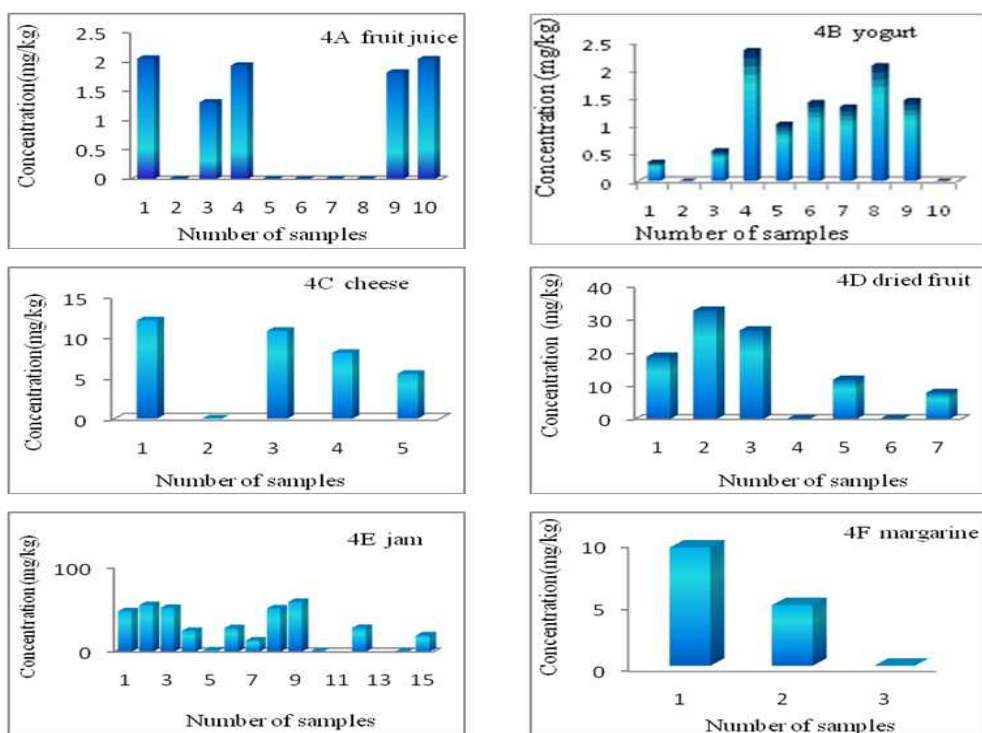 4A fruit juice
Concentration(mg/kg)
2.5
2
1.5
1
0.5
0
1 2 3 4 5 6 7 8 9 10
Number of samples
4B yogurt
Concentration (mg/kg)
2.5
2
1.5
1
0.5
0
1 2 3 4 5 6 7 8 9 10
Number of samples
4C cheese
Concentration(mg/kg)
15
10
5
0
1 2 3 4 5
Number of samples
4D dried fruit
Concentration (mg/kg)
40
30
20
10
0
1 2 3 4 5 6 7
Number of samples
4E jam
Concentration(mg/kg)
100
0
1 3 5 7 9 11 13 15
Number of samples
4F margarine
Concentration(mg/kg)
10
5
0
1 2 3
Number of samples